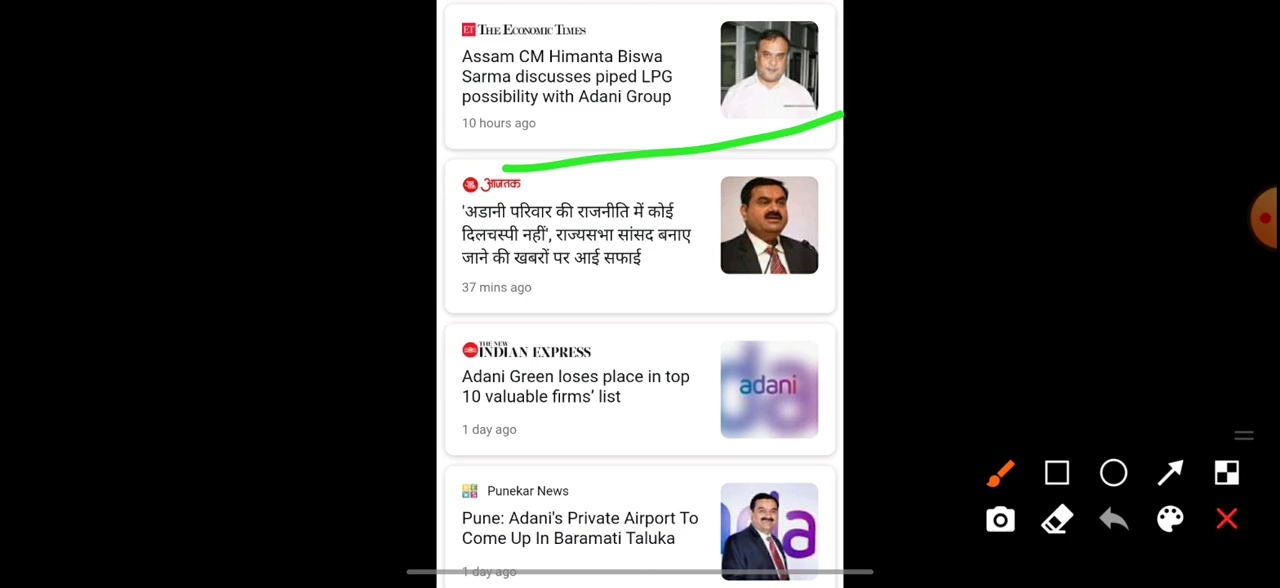 ET THE ECONOMIC TIMES
Assam CM Himanta Biswa
Sarma discusses piped LPG
possibility with Adani Group
10 hours ago
आजतक
'अडानी परिवार की राजनीति में कोई
दिलचस्पी नहीं', राज्यसभा सांसद बनाए
जाने की खबरों पर आई सफाई
37 mins ago
THE NEW
INDIAN EXPRESS
Adani Green loses place in top
10 valuable firms’ list
adani
1 day ago
Punekar News
Pune: Adani's Private Airport To
Come Up In Baramati Taluka
1 day ago